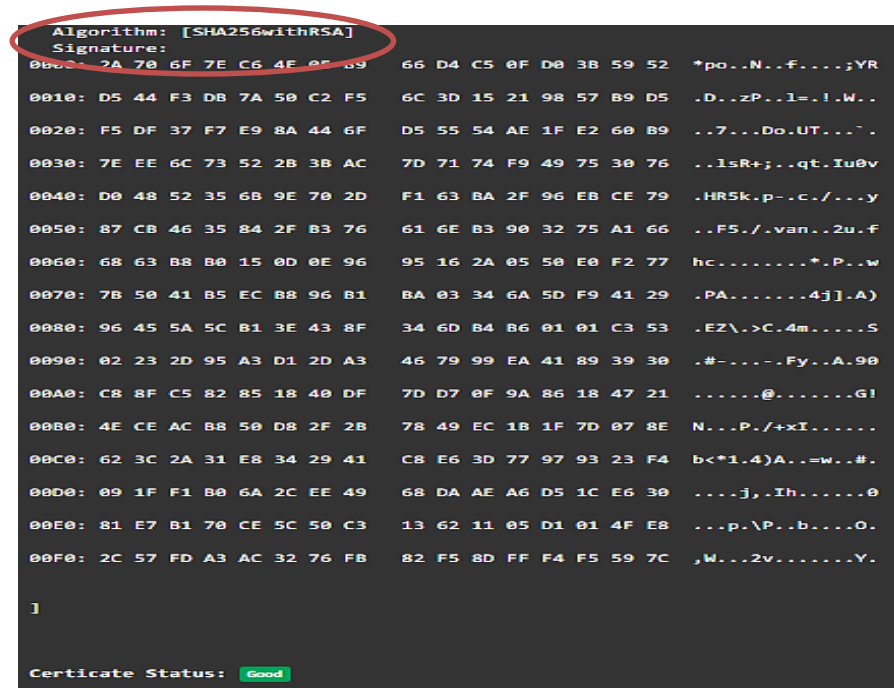 Algorithm: [SHA256withRSA]
Signature:
0000: 2A 70 6F 7E C6 4E 05 B9 66 D4 C5 0F D0 3B 59 52 *po..N..f....;YR
0010: D5 44 F3 DB 7A 50 C2 F5 6C 3D 15 21 98 57 B9 D5 .D..zP..l=.!.W..
0020: F5 DF 37 F7 E9 8A 44 6F D5 55 54 AE 1F E2 60 B9 ..7...Do.UT...`.
0030: 7E EE 6C 73 52 2B 3B AC 7D 71 74 F9 49 75 30 76 ..lsR+;..qt.Iu0v
0040: D0 48 52 35 6B 9E 70 2D F1 63 BA 2F 96 EB CE 79 .HR5k.p-.c./...y
0050: 87 CB 46 35 84 2F B3 76 61 6E B3 90 32 75 A1 66 ..F5./.van..2u.f
0060: 68 63 B8 B0 15 0D 0E 96 95 16 2A 05 50 E0 F2 77 hc........*.P..w
0070: 7B 50 41 B5 EC B8 96 B1 BA 03 34 6A 5D F9 41 29 .PA.......4j].A)
0080: 96 45 5A 5C B1 3E 43 8F 34 6D B4 B6 01 01 C3 53 .EZ\.>C.4m.....S
0090: 02 23 2D 95 A3 D1 2D A3 46 79 99 EA 41 89 39 30 .#-...-.Fy..A.90
00A0: C8 8F C5 82 85 18 40 DF 7D D7 0F 9A 86 18 47 21 ......@.......G!
00B0: 4E CE AC B8 50 D8 2F 2B 78 49 EC 1B 1F 7D 07 8E N...P./+xI......
00C0: 62 3C 2A 31 E8 34 29 41 C8 E6 3D 77 97 93 23 F4 b<*1.4)A..=w..#.
00D0: 09 1F F1 B0 6A 2C EE 49 68 DA AE A6 D5 1C E6 30 ....j,.Ih......0
00E0: 81 E7 B1 70 CE 5C 50 C3 13 62 11 05 D1 01 4F E8 ...p.\P..b....O.
00F0: 2C 57 FD A3 AC 32 76 FB 82 F5 8D FF F4 F5 59 7C ,W...2v.......Y.
]
Certicate Status: Good